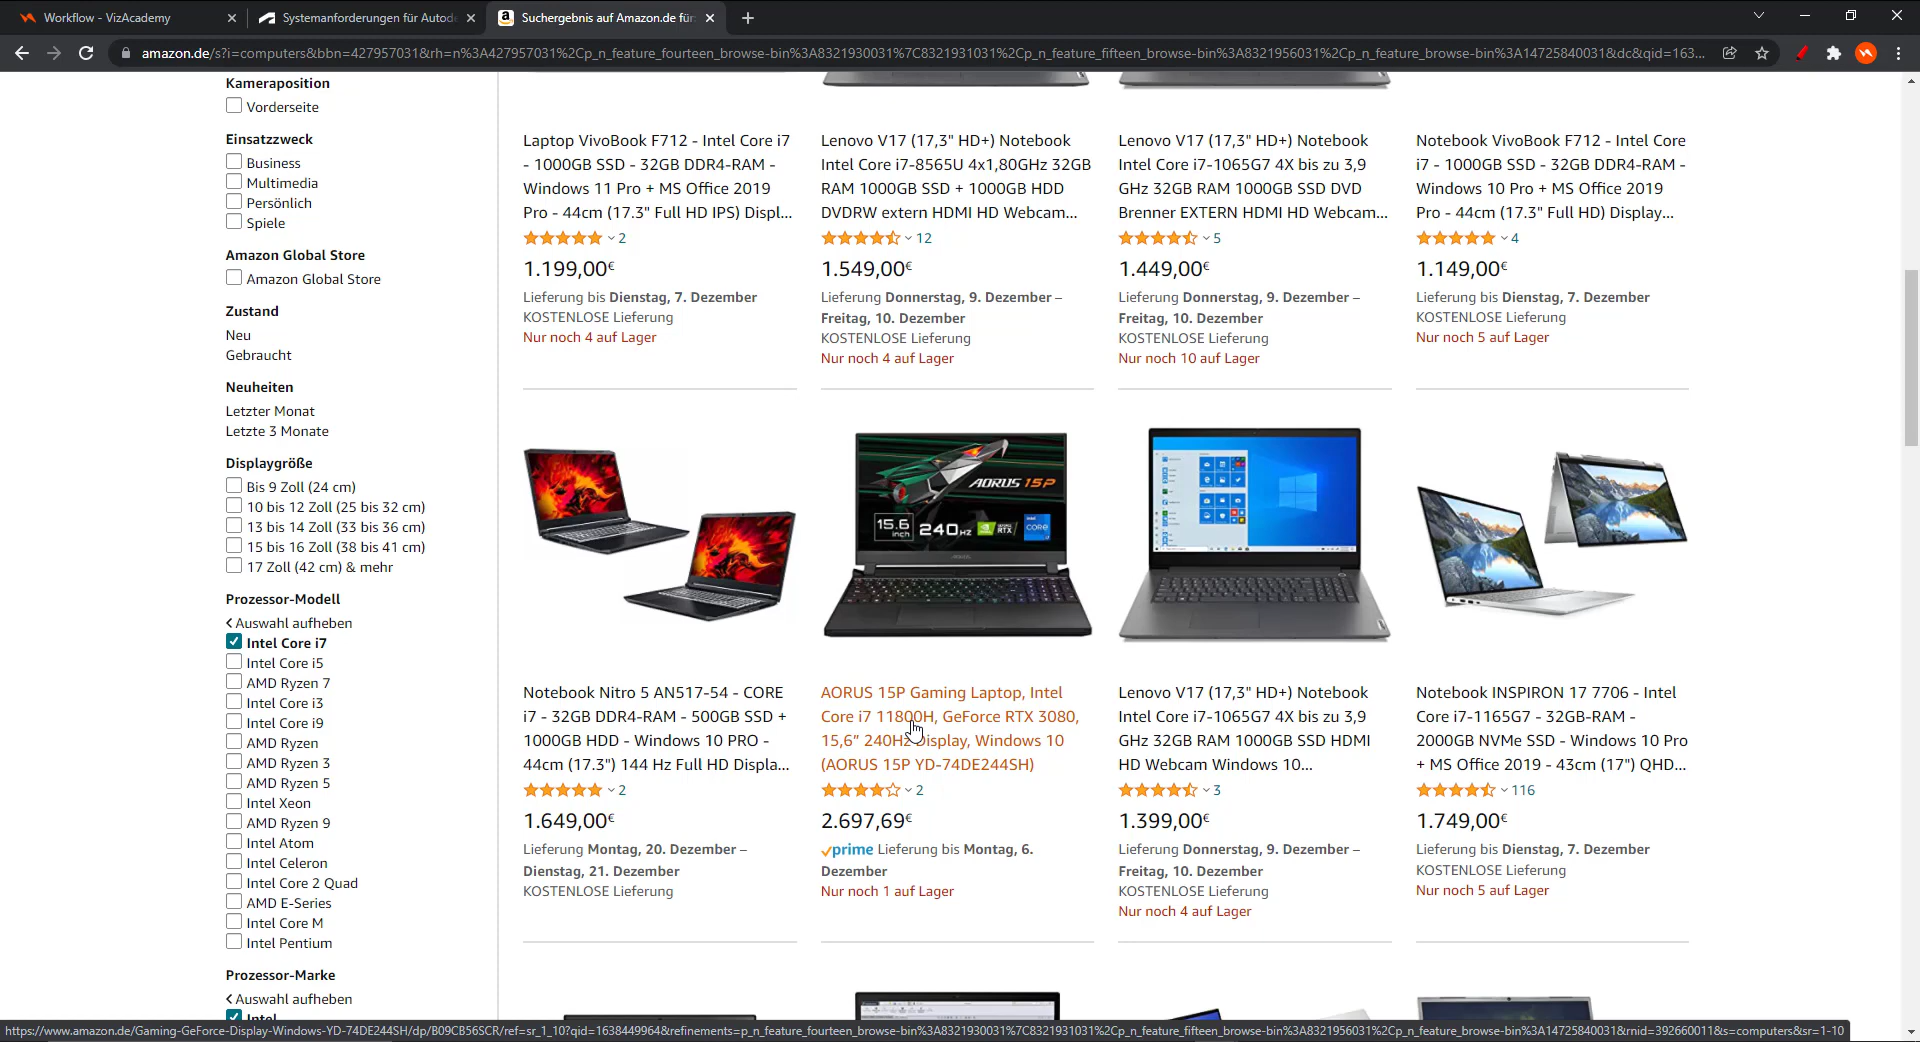 Workflow - VizAcademy
Systemanforderungen für Autod
Suchergebnis auf Amazon.de für:
amazon.de/s?i=computers&bbn=427957031&rh=n%3A427957031%2Cp_n_feature_fourteen_browse-bin%3A8321930031%7C8321931031%2Cp_n_feature_fifteen_browse-bin%3A8321956031%2Cp_n_feature_browse-bin%3A14725840031&dc&qid=163...
Kameraposition
Vorderseite
Einsatzzweck
Business
Multimedia
Persönlich
Spiele
Amazon Global Store
Amazon Global Store
Zustand
Neu
Gebraucht
Neuheiten
Letzter Monat
Letzte 3 Monate
Displaygröße
Bis 9 Zoll (24 cm)
10 bis 12 Zoll (25 bis 32 cm)
13 bis 14 Zoll (33 bis 36 cm)
15 bis 16 Zoll (38 bis 41 cm)
17 Zoll (42 cm) & mehr
Prozessor-Modell
Auswahl aufheben
Intel Core i7
Intel Core i5
AMD Ryzen 7
Intel Core i3
Intel Core i9
AMD Ryzen
AMD Ryzen 3
AMD Ryzen 5
Intel Xeon
AMD Ryzen 9
Intel Atom
Intel Celeron
Intel Core 2 Quad
AMD E-Series
Intel Core M
Intel Pentium
Prozessor-Marke
Auswahl aufheben
Intel
Laptop VivoBook F712 - Intel Core i7
- 1000GB SSD - 32GB DDR4-RAM -
Windows 11 Pro + MS Office 2019
Pro - 44cm (17.3" Full HD IPS) Displ...
2
1.199,00€
Lieferung bis Dienstag, 7. Dezember
KOSTENLOSE Lieferung
Nur noch 4 auf Lager
Lenovo V17 (17,3" HD+) Notebook
Intel Core i7-8565U 4x1,80GHz 32GB
RAM 1000GB SSD + 1000GB HDD
DVDRW extern HDMI HD Webcam...
12
1.549,00€
Lieferung Donnerstag, 9. Dezember –
Freitag, 10. Dezember
KOSTENLOSE Lieferung
Nur noch 4 auf Lager
Lenovo V17 (17,3" HD+) Notebook
Intel Core i7-1065G7 4X bis zu 3,9
GHz 32GB RAM 1000GB SSD DVD
Brenner EXTERN HDMI HD Webcam...
5
1.449,00€
Lieferung Donnerstag, 9. Dezember –
Freitag, 10. Dezember
KOSTENLOSE Lieferung
Nur noch 10 auf Lager
Notebook VivoBook F712 - Intel Core
i7 - 1000GB SSD - 32GB DDR4-RAM -
Windows 10 Pro + MS Office 2019
Pro - 44cm (17.3" Full HD) Display...
4
1.149,00€
Lieferung bis Dienstag, 7. Dezember
KOSTENLOSE Lieferung
Nur noch 5 auf Lager
Notebook Nitro 5 AN517-54 - CORE
i7 - 32GB DDR4-RAM - 500GB SSD +
1000GB HDD - Windows 10 PRO -
44cm (17.3") 144 Hz Full HD Displa...
2
1.649,00€
Lieferung Montag, 20. Dezember –
Dienstag, 21. Dezember
KOSTENLOSE Lieferung
AORUS 15P
15.6 inch
240Hz
RTX
CORE
AORUS 15P Gaming Laptop, Intel
Core i7 11800H, GeForce RTX 3080,
15,6" 240Hz Display, Windows 10
(AORUS 15P YD-74DE244SH)
2
2.697,69€
prime Lieferung bis Montag, 6.
Dezember
Nur noch 1 auf Lager
Lenovo V17 (17,3" HD+) Notebook
Intel Core i7-1065G7 4X bis zu 3,9
GHz 32GB RAM 1000GB SSD HDMI
HD Webcam Windows 10...
3
1.399,00€
Lieferung Donnerstag, 9. Dezember –
Freitag, 10. Dezember
KOSTENLOSE Lieferung
Nur noch 4 auf Lager
Notebook INSPIRON 17 7706 - Intel
Core i7-1165G7 - 32GB-RAM -
2000GB NVMe SSD - Windows 10 Pro
+ MS Office 2019 - 43cm (17") QHD...
116
1.749,00€
Lieferung bis Dienstag, 7. Dezember
KOSTENLOSE Lieferung
Nur noch 5 auf Lager
https://www.amazon.de/Gaming-GeForce-Display-Windows-YD-74DE244SH/dp/B09CB56SCR/ref=sr_1_10?qid=1638449964&refinements=p_n_feature_fourteen_browse-bin%3A8321930031%7C8321931031%2Cp_n_feature_fifteen_browse-bin%3A8321956031%2Cp_n_feature_browse-bin%3A14725840031&rnid=392660011&s=computers&sr=1-10